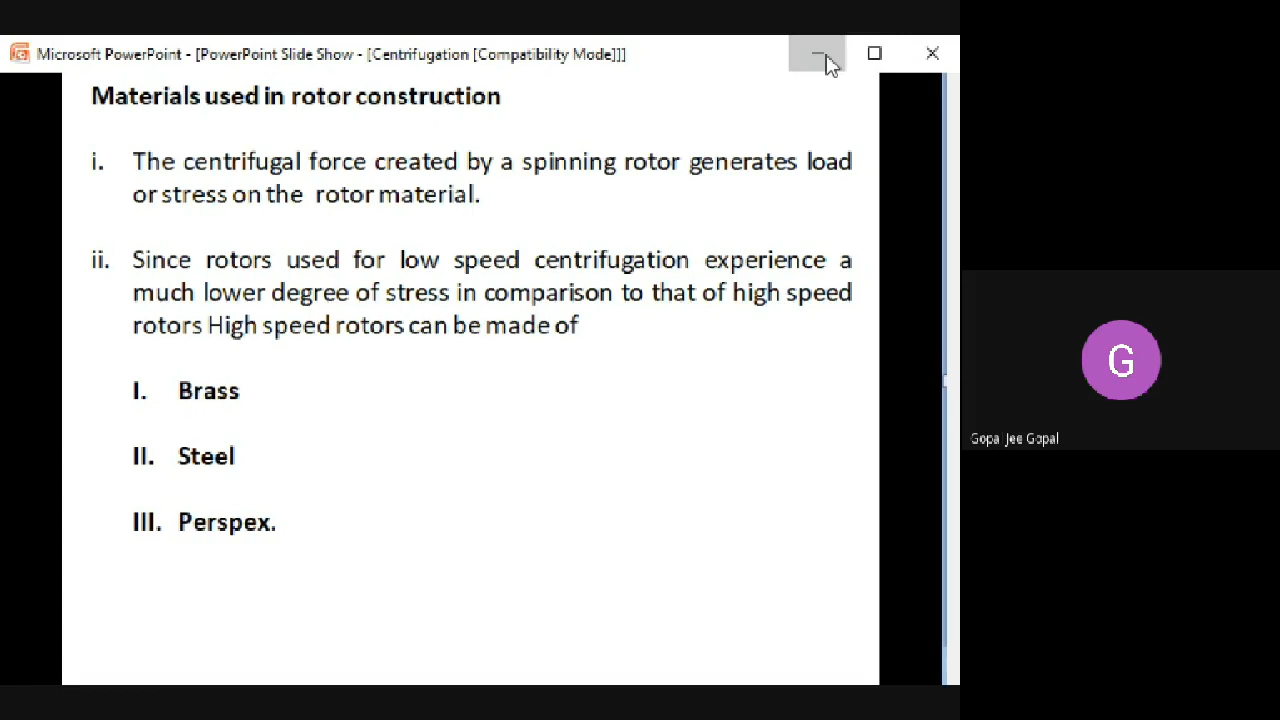 Microsoft PowerPoint - [PowerPoint Slide Show - [Centrifugation [Compatibility Mode]]]
Materials used in rotor construction
i. The centrifugal force created by a spinning rotor generates load
or stress on the rotor material.
ii. Since rotors used for low speed centrifugation experience a
much lower degree of stress in comparison to that of high speed
rotors High speed rotors can be made of
I. Brass
II. Steel
III. Perspex.
G
Gopal Jee Gopal